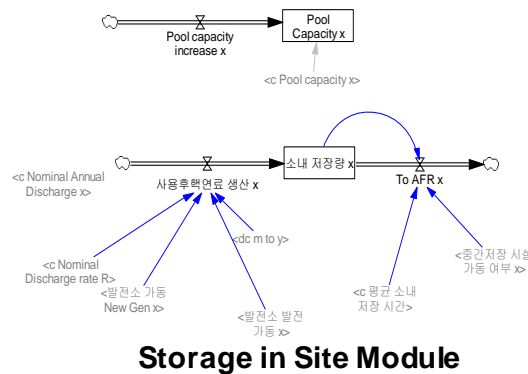 Pool
Capacity x
Pool capacity
increase x
<c Pool capacity x>
소내 저장량 x
<c Nominal Annual
Discharge x>
사용후핵연료 생산 x
To AFR x
<dc m to y>
<c Nominal
Discharge rate R>
<발전소 가동
New Gen x>
<발전소 발전
가동 x>
<c 평균 소내
저장 시간>
<중간저장 시설
가동 여부 x>
Storage in Site Module